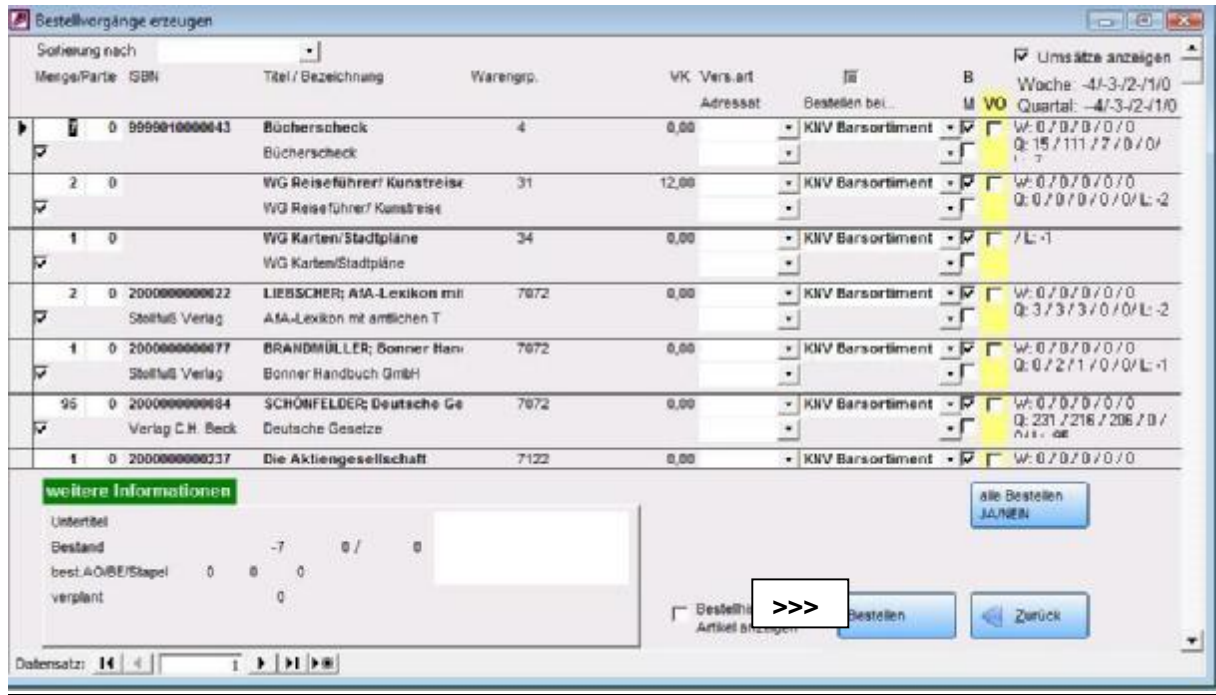 Bestellvorgänge erzeugen
Sortierung nach
Umsätze anzeigen
Menge/Partie ISBN Titel / Bezeichnung Warengrp. VK Vers.art B Woche: -4/-3-/2-/1/0
Adressat Bestellen bei... M VO Quartal: -4/-3-/2-/1/0
0 9999010000043 Bücherscheck 4 0,00 KNV Barsortiment W: 0 / 0 / 0 / 0 / 0
Bücherscheck Q: 15 / 111 / 7 / 0 / 0/
2 0 WG Reiseführer/ Kunstreise 31 12,00 KNV Barsortiment W: 0 / 0 / 0 / 0 / 0
WG Reiseführer/ Kunstreise Q: 0 / 0 / 0 / 0 / 0/ L: -2
1 0 WG Karten/Stadtpläne 34 0,00 KNV Barsortiment / L: -1
WG Karten/Stadtpläne
2 0 2000000000022 LIEBSCHER; AfA-Lexikon mit 7072 0,00 KNV Barsortiment W: 0 / 0 / 0 / 0 / 0
Stollfuß Verlag AfA-Lexikon mit amtlichen T Q: 3 / 3 / 3 / 0 / 0/ L: -2
1 0 2000000000077 BRANDMÜLLER; Bonner Han 7072 0,00 KNV Barsortiment W: 0 / 0 / 0 / 0 / 0
Stollfuß Verlag Bonner Handbuch GmbH Q: 0 / 2 / 1 / 0 / 0/ L: -1
95 0 2000000000084 SCHÖNFELDER; Deutsche Ge 7072 0,00 KNV Barsortiment W: 0 / 0 / 0 / 0 / 0
Verlag C.H. Beck Deutsche Gesetze Q: 231 / 216 / 206 / 0 /
1 0 2000000000237 Die Aktiengesellschaft 7122 0,00 KNV Barsortiment W: 0 / 0 / 0 / 0 / 0
weitere Informationen
alle Bestellen
JA/NEIN
Untertitel
Bestand -7 0 / 0
best.AO/BE/Stapel 0 0 0
verplant 0
>>> Bestellen Zurück
Artikel anzeigen
Datensatz: 1